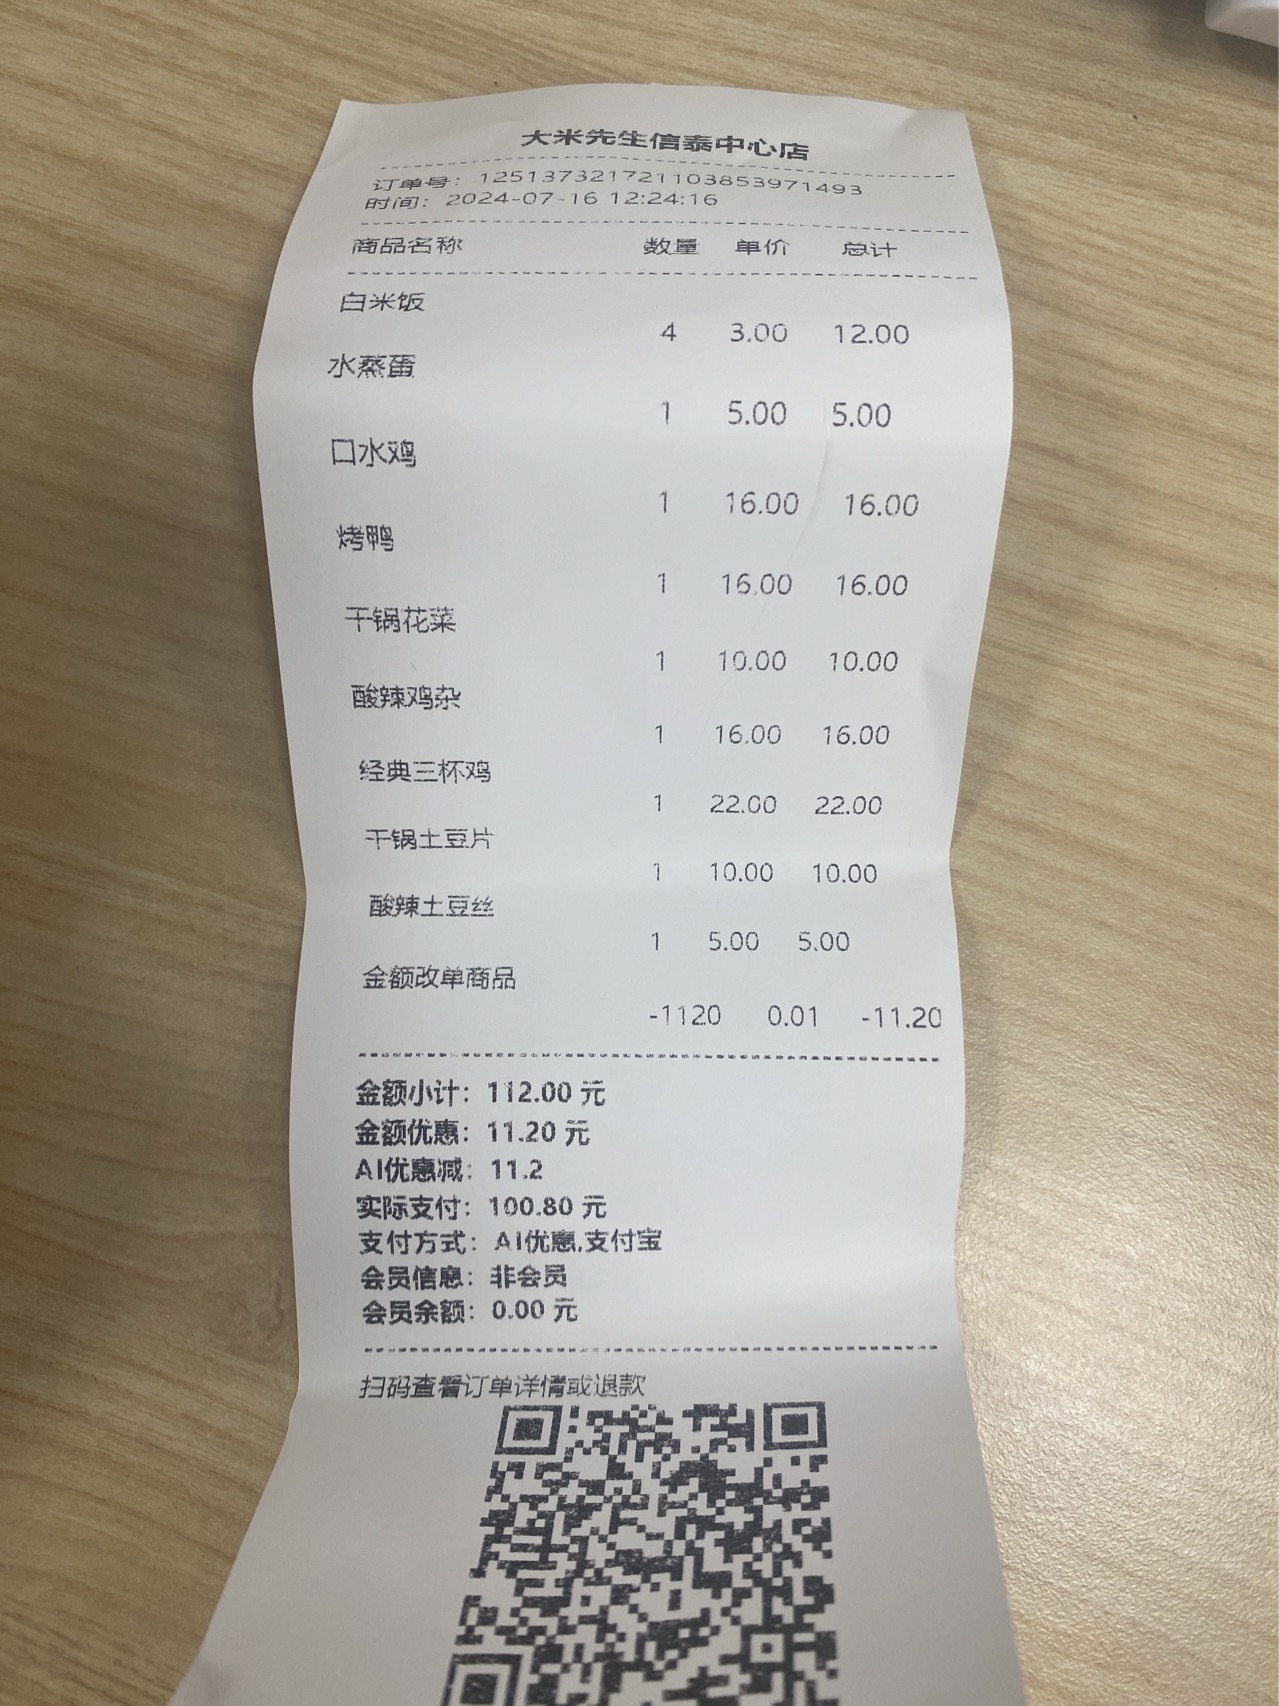 大米先生信泰中心店
订单号：1251373217211038539​71493
时间：2024-07-16 12:24:16
商品名称 数量 单价 总计
白米饭
4 3.00 12.00
水蒸蛋
1 5.00 5.00
口水鸡
1 16.00 16.00
烤鸭
1 16.00 16.00
干锅花菜
1 10.00 10.00
酸辣鸡杂
1 16.00 16.00
经典三杯鸡
1 22.00 22.00
干锅土豆片
1 10.00 10.00
酸辣土豆丝
1 5.00 5.00
金额改单商品
-1120 0.01 -11.20
金额小计：112.00 元
金额优惠：11.20 元
AI优惠减：11.2
实际支付：100.80 元
支付方式：AI优惠,支付宝
会员信息：非会员
会员余额：0.00 元
扫码查看订单详情或退款